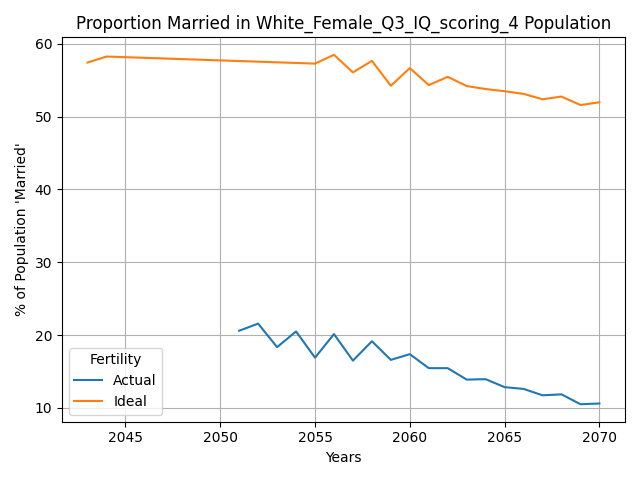 Proportion Married in White_Female_Q3_IQ_scoring_4 Population
% of Population 'Married'
60
50
40
30
20
10
Fertility
Actual
Ideal
2045 2050 2055 2060 2065 2070
Years